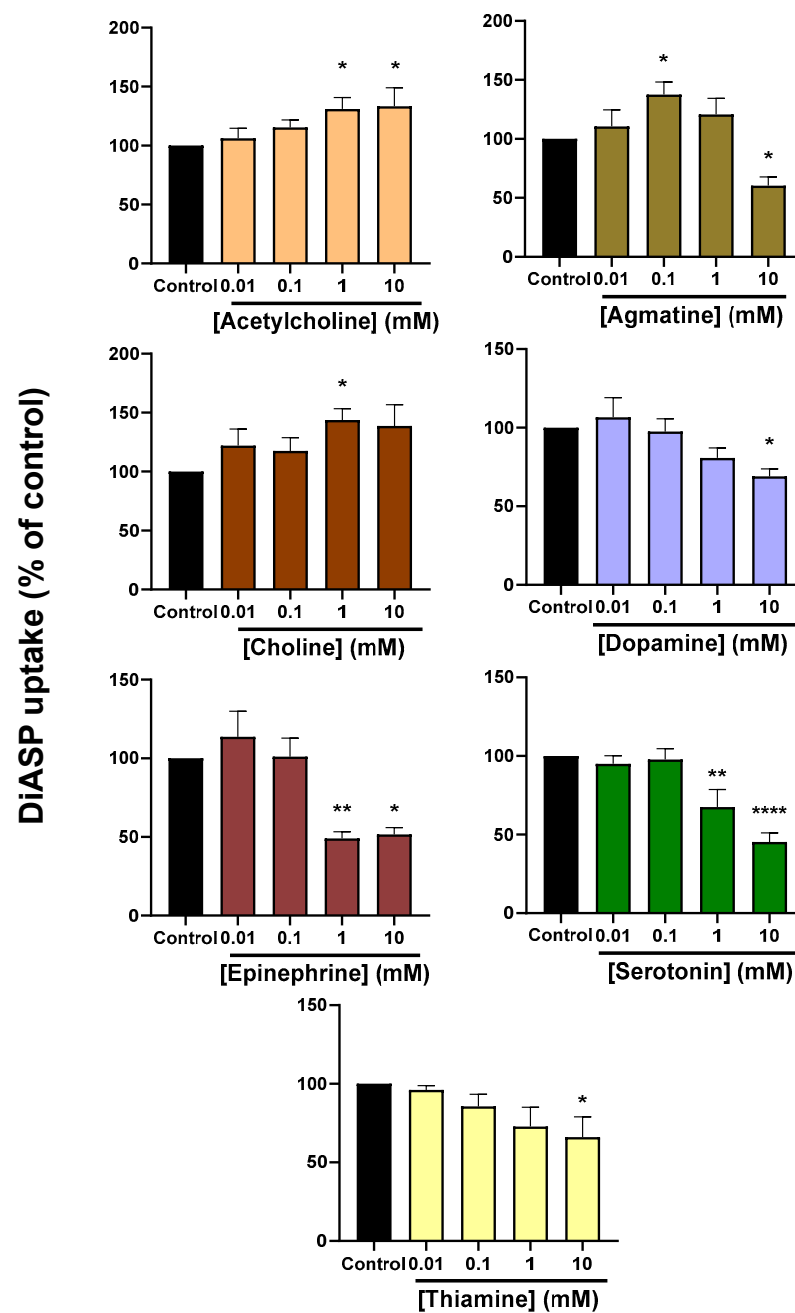 DiASP uptake (% of control)
200
150
100
50
0
*
*
Control 0.01 0.1 1 10
[Acetylcholine] (mM)
200
150
100
50
0
*
*
Control 0.01 0.1 1 10
[Agmatine] (mM)
200
150
100
50
0
*
Control 0.01 0.1 1 10
[Choline] (mM)
150
100
50
0
*
Control 0.01 0.1 1 10
[Dopamine] (mM)
150
100
50
0
** *
Control 0.01 0.1 1 10
[Epinephrine] (mM)
150
100
50
0
**
****
Control 0.01 0.1 1 10
[Serotonin] (mM)
150
100
50
0
*
Control 0.01 0.1 1 10
[Thiamine] (mM)